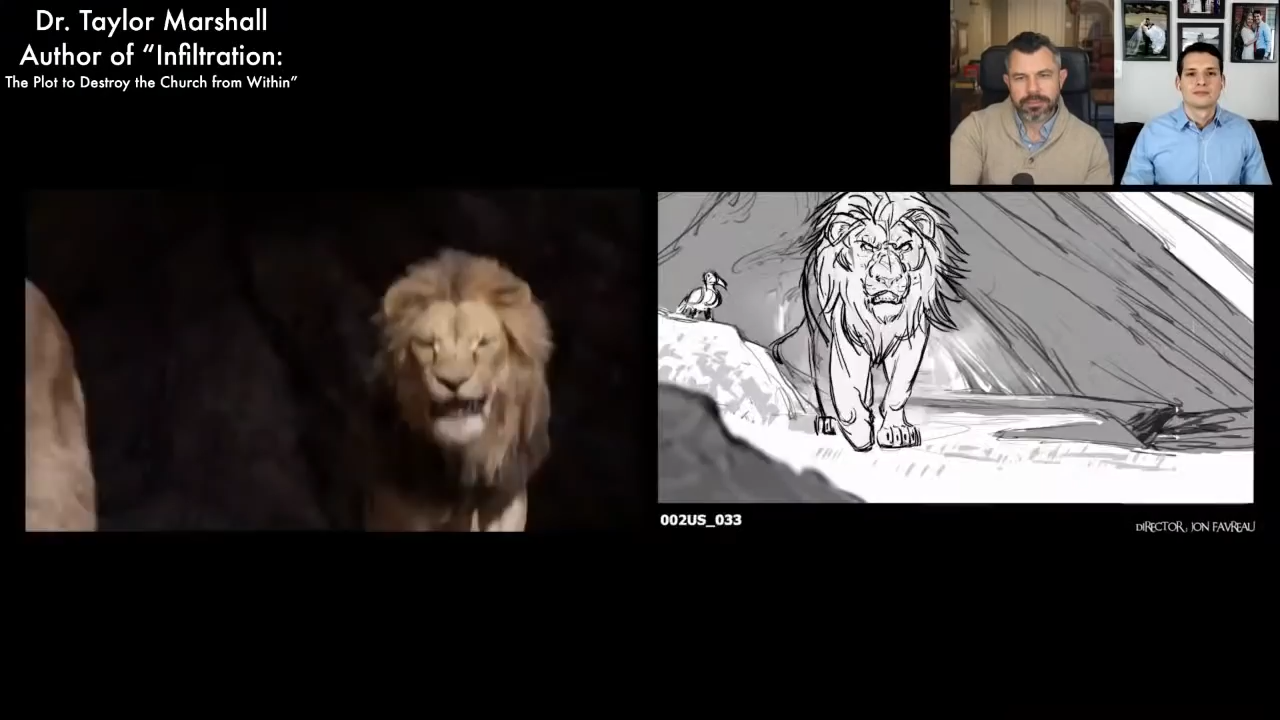 Dr. Taylor Marshall
Author of “Infiltration:
The Plot to Destroy the Church from Within”
002US_033
DIRECTOR, JON FAVREAU